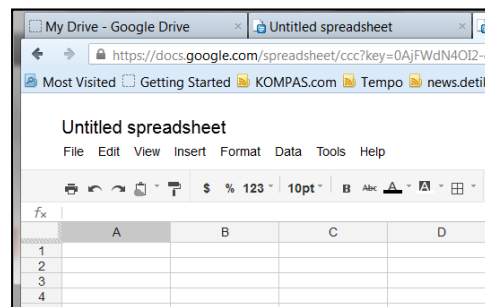 My Drive - Google Drive × Untitled spreadsheet ×
https://docs.google.com/spreadsheet/ccc?key=0AjFWdN4OI2-
Most Visited Getting Started KOMPAS.com Tempo news.deti
Untitled spreadsheet
File Edit View Insert Format Data Tools Help
$ % 123 10pt B Abc A A
fx
A B C D
1
2
3
4